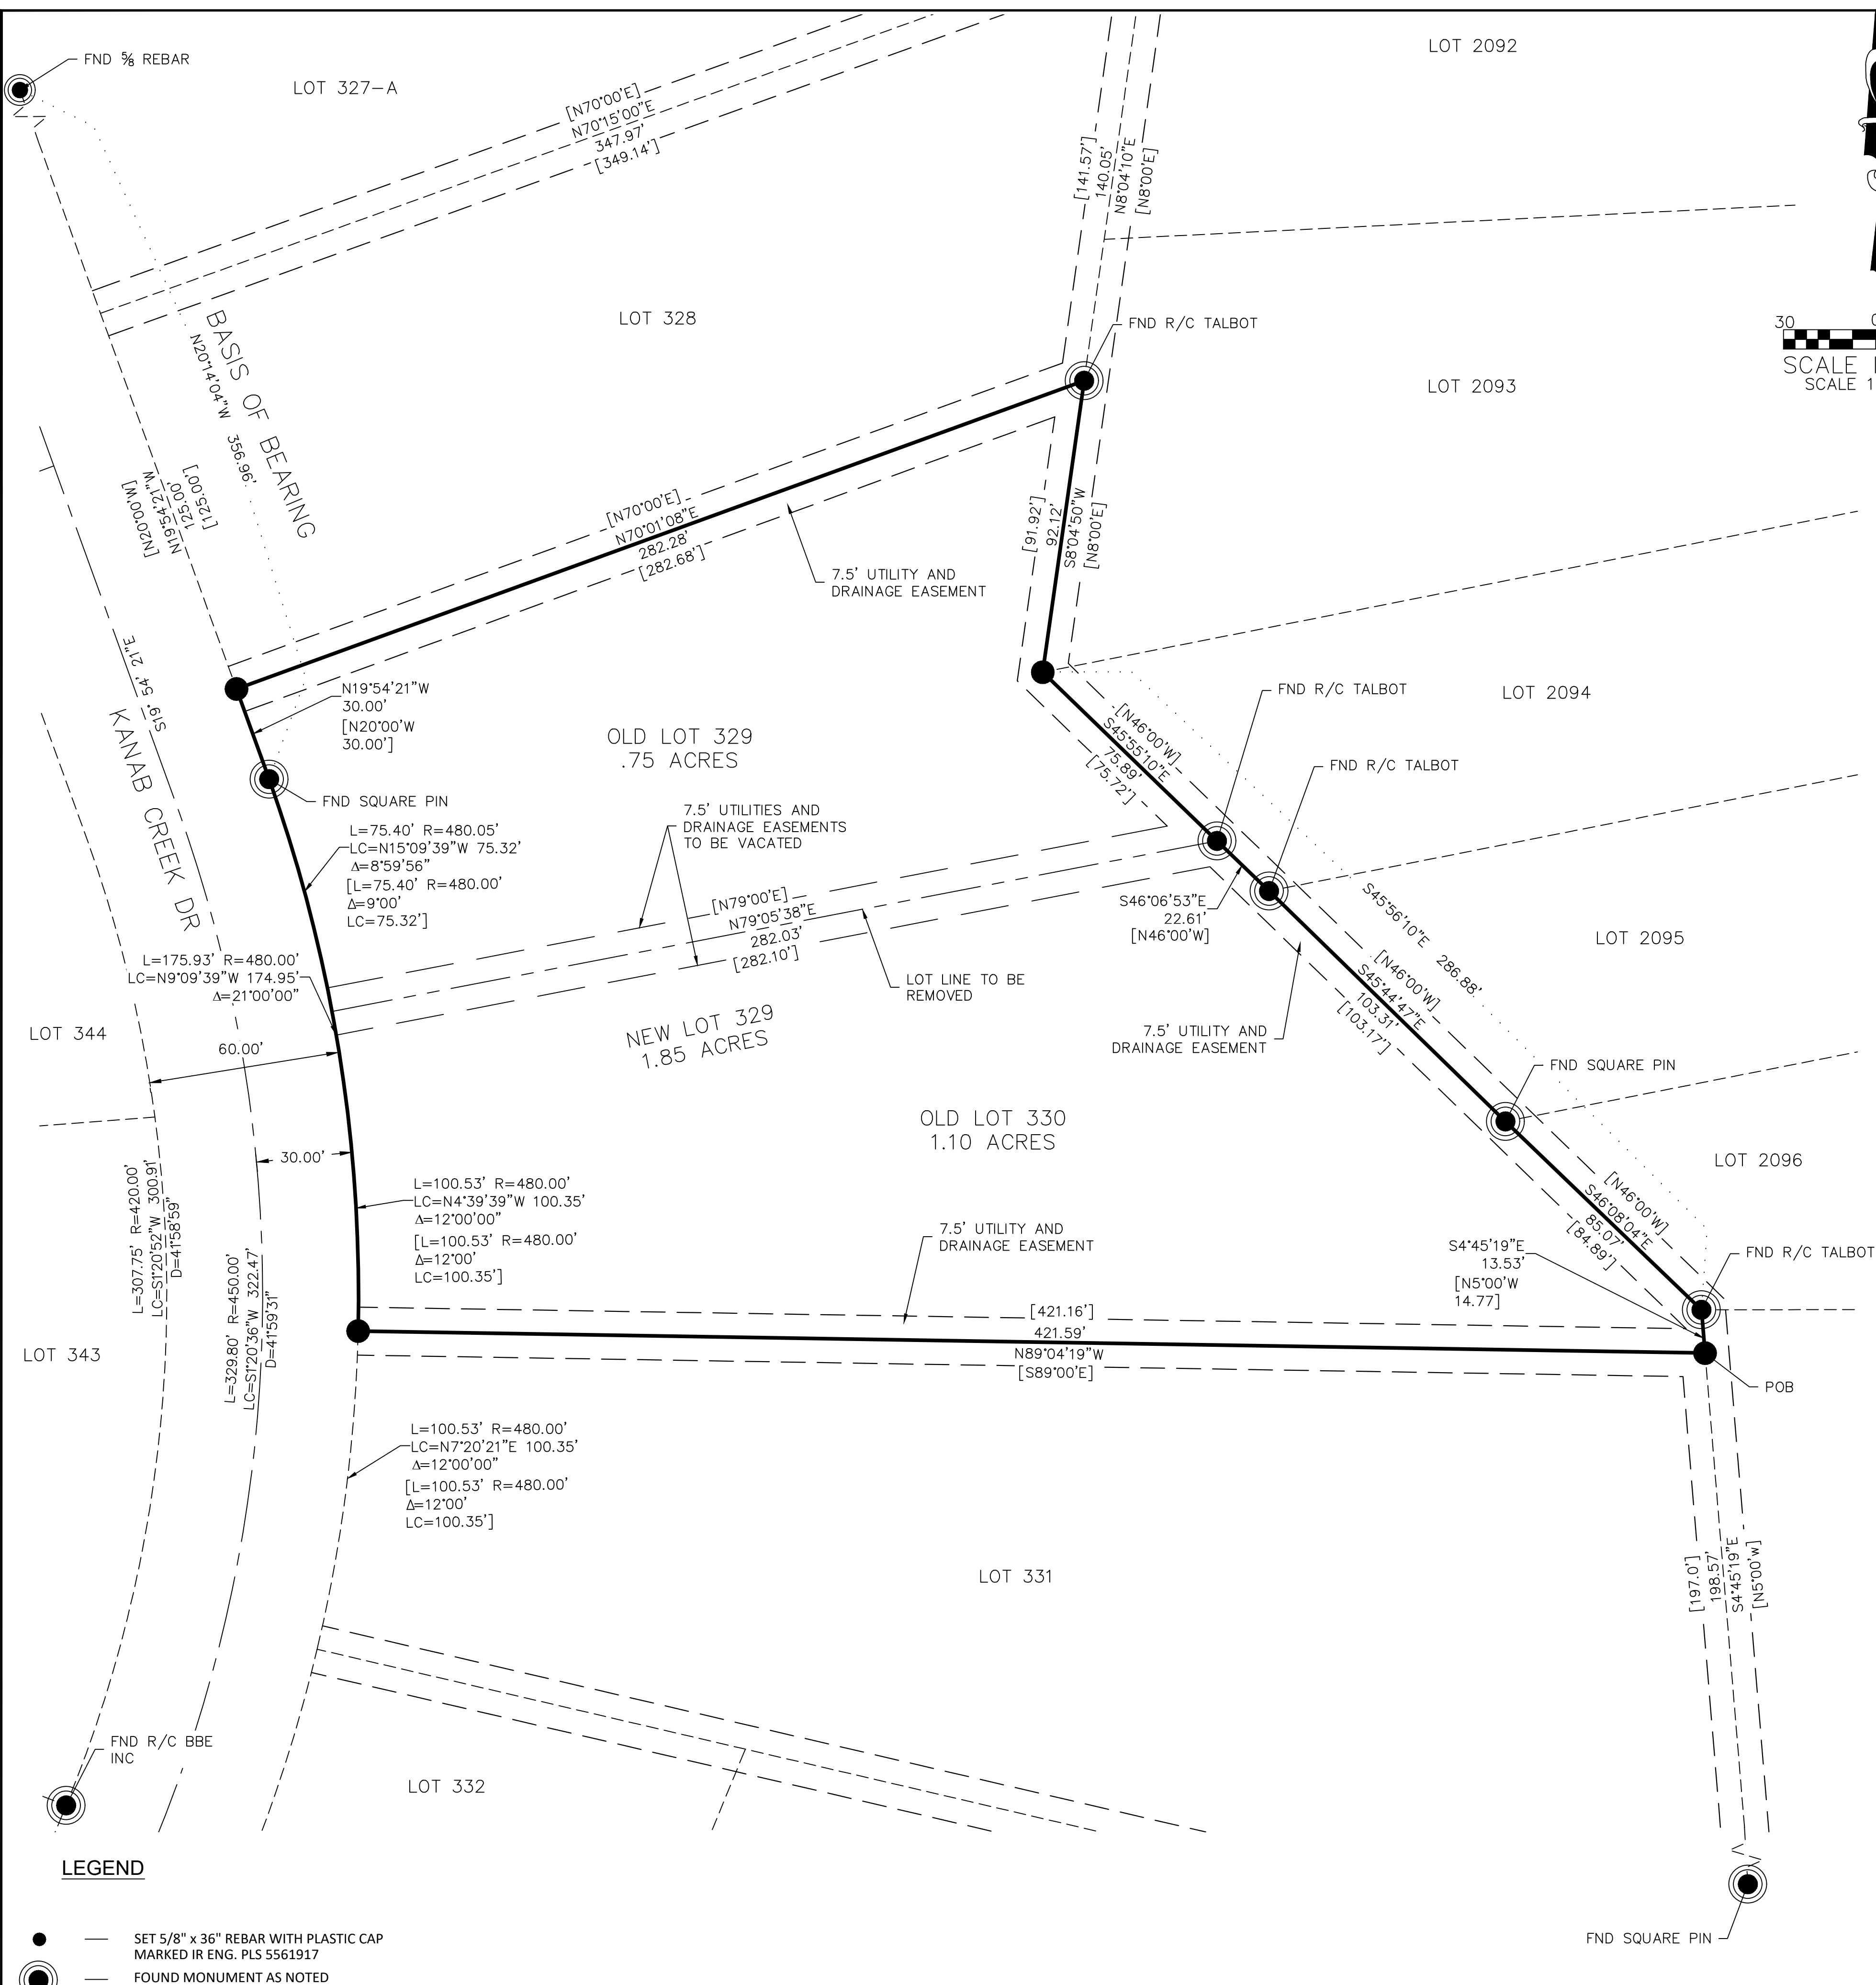 FND ⅝ REBAR
LOT 327-A
[N70°00'E]
N70°15'00"E
347.97'
[349.14']
[141.57']
140.05'
N8°04'10"E
[N8°00'E]
LOT 2092
LOT 328
FND R/C TALBOT
LOT 2093
30
SCALE
SCALE 1
BASIS OF BEARING
N20°14'04"W 356.96'
[N20°00'W]
N19°54'21"W
125.00'
[125.00']
[N70°00'E]
N70°01'08"E
282.28'
[282.68']
7.5' UTILITY AND
DRAINAGE EASEMENT
[91.92']
92.12'
S8°04'50"W
[N8°00'E]
S19° 54' 21"E
KANAB CREEK DR
N19°54'21"W
30.00'
[N20°00'W
30.00']
OLD LOT 329
.75 ACRES
FND R/C TALBOT
LOT 2094
[N46°00'W]
S45°55'10"E
75.89'
[75.72']
FND R/C TALBOT
FND SQUARE PIN
L=75.40' R=480.05'
LC=N15°09'39"W 75.32'
Δ=8°59'56"
[L=75.40' R=480.00'
Δ=9°00'
LC=75.32']
7.5' UTILITIES AND
DRAINAGE EASEMENTS
TO BE VACATED
[N79°00'E]
N79°05'38"E
282.03'
[282.10']
S46°06'53"E
22.61'
[N46°00'W]
S45°56'10"E 286.88'
LOT 2095
L=175.93' R=480.00'
LC=N9°09'39"W 174.95'
Δ=21°00'00"
LOT LINE TO BE
REMOVED
[N46°00'W]
S45°44'47"E
103.31'
[103.17']
7.5' UTILITY AND
DRAINAGE EASEMENT
LOT 344
60.00'
NEW LOT 329
1.85 ACRES
FND SQUARE PIN
OLD LOT 330
1.10 ACRES
30.00'
LOT 2096
L=307.75' R=420.00'
LC=S1°20'52"W 300.91'
D=41°58'59"
L=100.53' R=480.00'
LC=N4°39'39"W 100.35'
Δ=12°00'00"
[L=100.53' R=480.00'
Δ=12°00'
LC=100.35']
7.5' UTILITY AND
DRAINAGE EASEMENT
[N46°00'W]
S46°08'04"E
85.07'
[84.89']
S4°45'19"E
13.53'
[N5°00'W
14.77]
FND R/C TALBOT
L=329.80' R=450.00'
LC=S1°20'36"W 322.47'
D=41°59'31"
LOT 343
[421.16']
421.59'
N89°04'19"W
[S89°00'E]
POB
L=100.53' R=480.00'
LC=N7°20'21"E 100.35'
Δ=12°00'00"
[L=100.53' R=480.00'
Δ=12°00'
LC=100.35']
LOT 331
[197.0']
198.57'
S4°45'19"E
[N5°00'W]
FND R/C BBE
INC
LOT 332
LEGEND
FND SQUARE PIN
SET 5/8" x 36" REBAR WITH PLASTIC CAP
MARKED IR ENG. PLS 5561917
FOUND MONUMENT AS NOTED